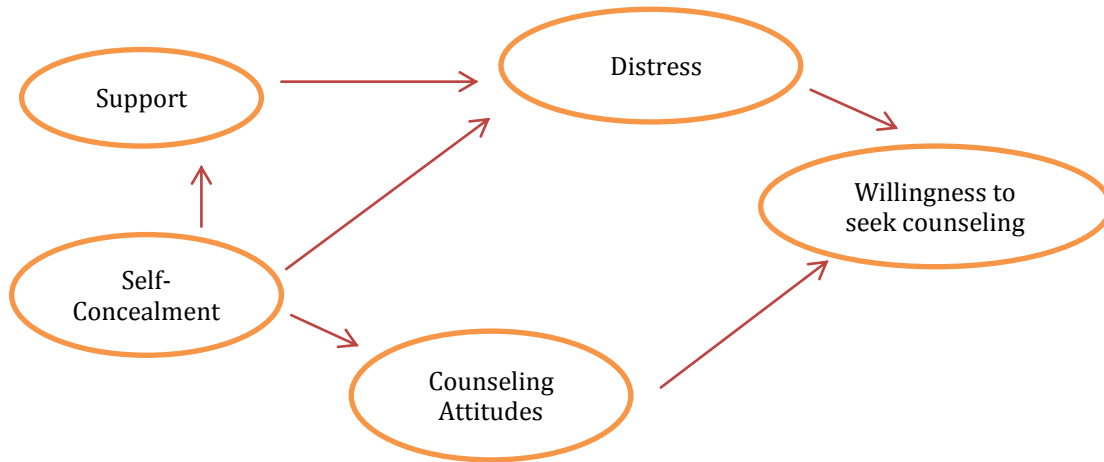 Distress
Support
Willingness to
seek counseling
Self-
Concealment
Counseling
Attitudes